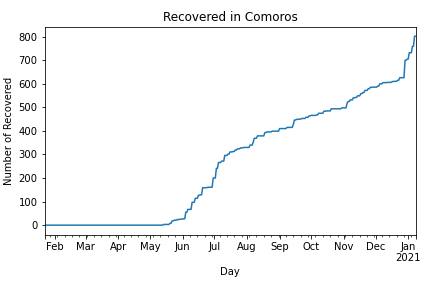 Recovered in Comoros
800
700
600
500
400
300
200
100
0
Number of Recovered
Feb Mar Apr May Jun Jul Aug Sep Oct Nov Dec Jan
2021
Day